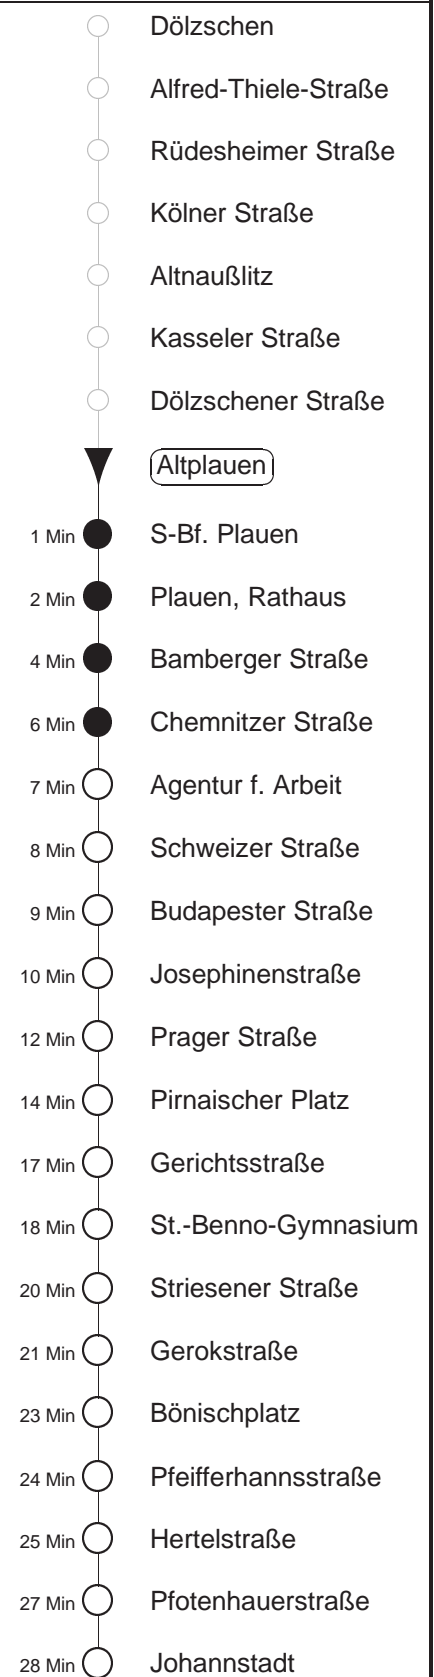 Dölzschen
Alfred-Thiele-Straße
Rüdesheimer Straße
Kölner Straße
Altnaußlitz
Kasseler Straße
Dölzschener Straße
Altplauen
1 Min S-Bf. Plauen
2 Min Plauen, Rathaus
4 Min Bamberger Straße
6 Min Chemnitzer Straße
7 Min Agentur f. Arbeit
8 Min Schweizer Straße
9 Min Budapester Straße
10 Min Josephinenstraße
12 Min Prager Straße
14 Min Pirnaischer Platz
17 Min Gerichtsstraße
18 Min St.-Benno-Gymnasium
20 Min Striesener Straße
21 Min Gerokstraße
23 Min Bönischplatz
24 Min Pfeifferhannsstraße
25 Min Hertelstraße
27 Min Pfotenhauerstraße
28 Min Johannstadt